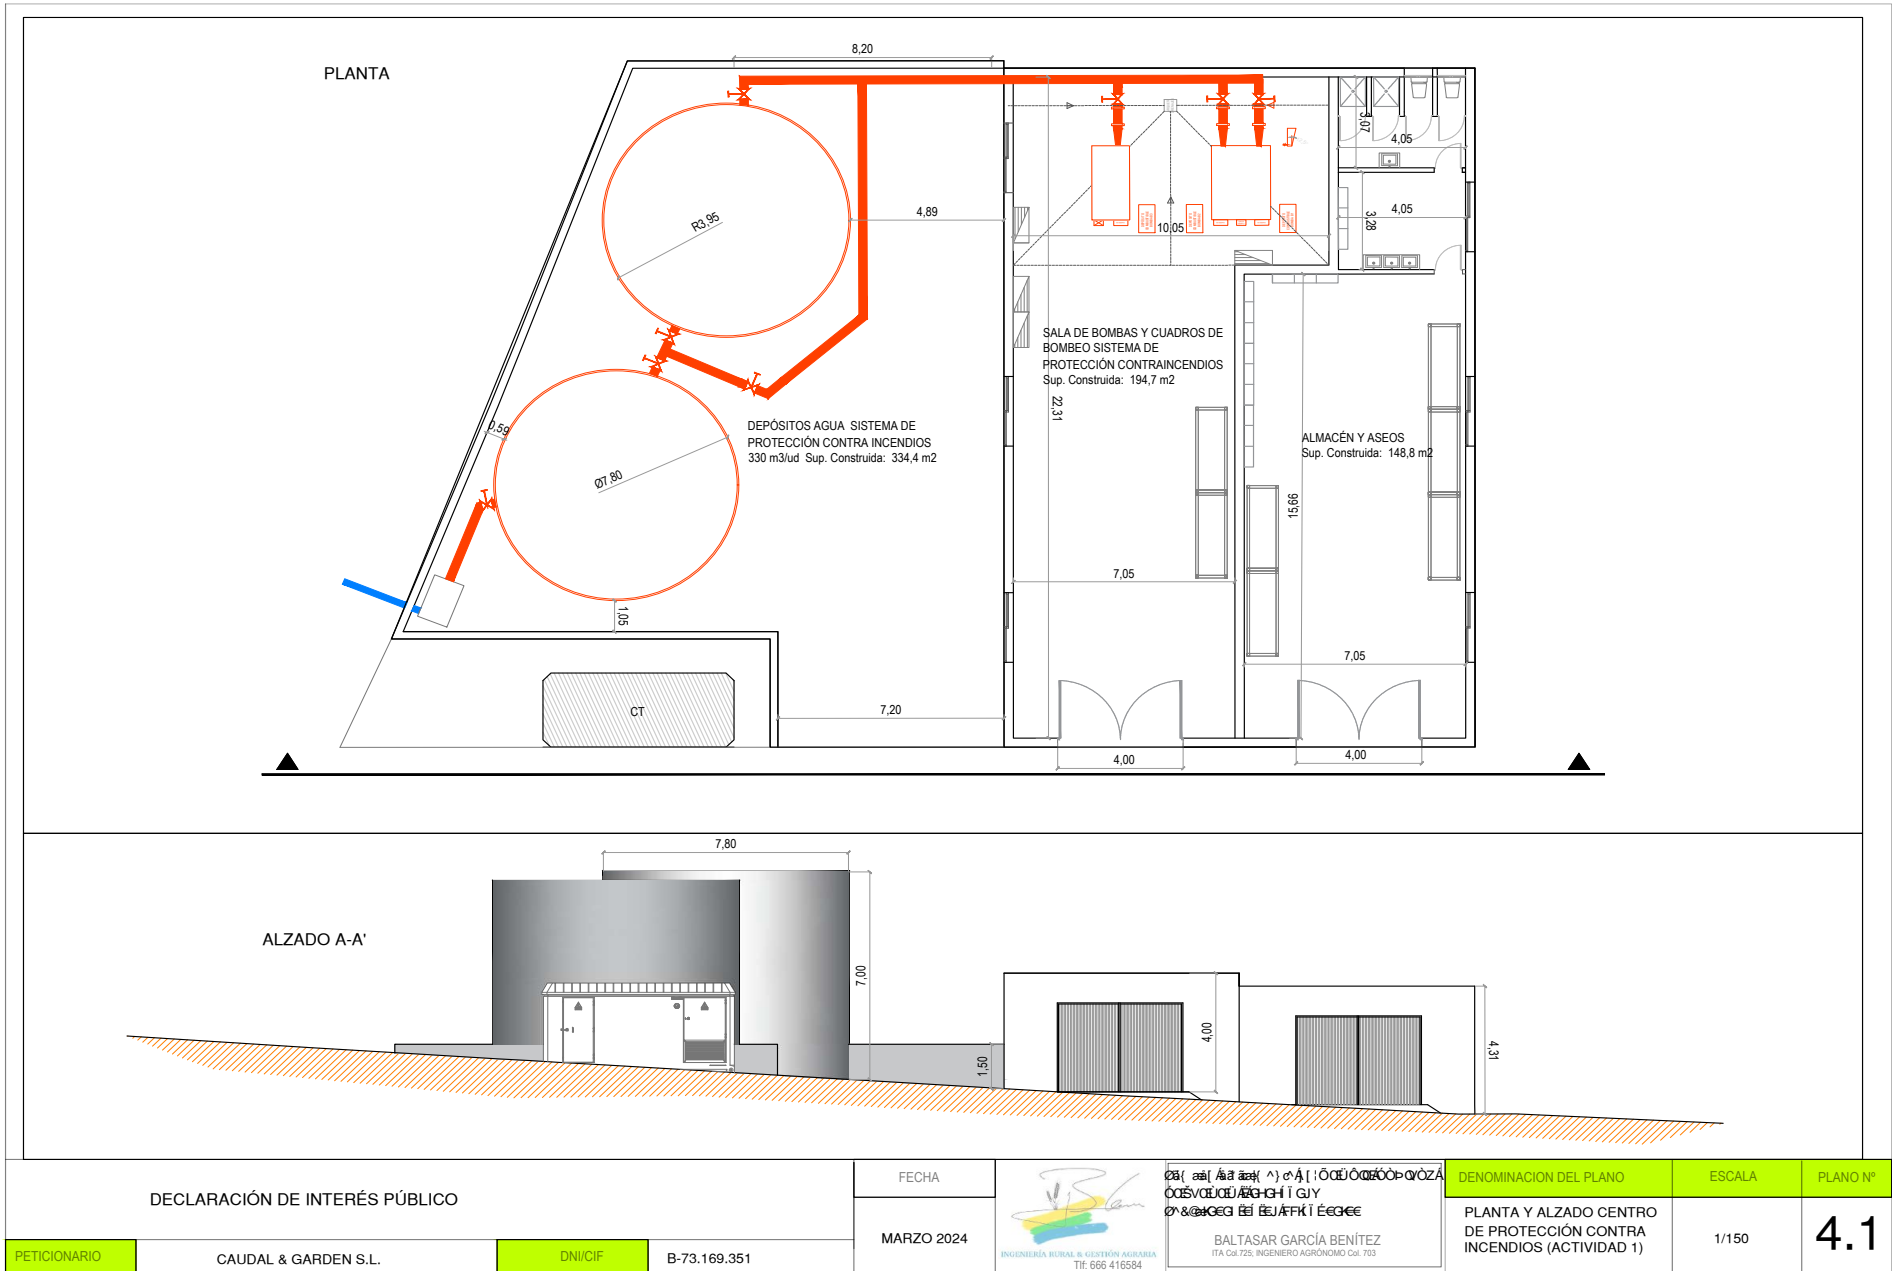 PLANTA
8,20
R3,95
4,89
10,05
3,07
4,05
4,05
3,28
SALA DE BOMBAS Y CUADROS DE
BOMBEO SISTEMA DE
PROTECCIÓN CONTRAINCENDIOS
Sup. Construida: 194,7 m2
22,31
DEPÓSITOS AGUA SISTEMA DE
PROTECCIÓN CONTRA INCENDIOS
330 m3/ud Sup. Construida: 334,4 m2
ALMACÉN Y ASEOS
Sup. Construida: 148,8 m2
0,59
Ø7,80
15,66
7,05
1,05
7,05
CT
7,20
4,00
4,00
7,80
ALZADO A-A'
7,00
1,50
4,00
4,31
DECLARACIÓN DE INTERÉS PÚBLICO
PETICIONARIO
CAUDAL & GARDEN S.L.
DNI/CIF
B-73.169.351
FECHA
MARZO 2024
INGENIERÍA RURAL & GESTIÓN AGRARIA
Tlf: 666 416584
BALTASAR GARCÍA BENÍTEZ
ITA Col.725; INGENIERO AGRÓNOMO Col. 703
DENOMINACION DEL PLANO
PLANTA Y ALZADO CENTRO
DE PROTECCIÓN CONTRA
INCENDIOS (ACTIVIDAD 1)
ESCALA
1/150
PLANO Nº
4.1